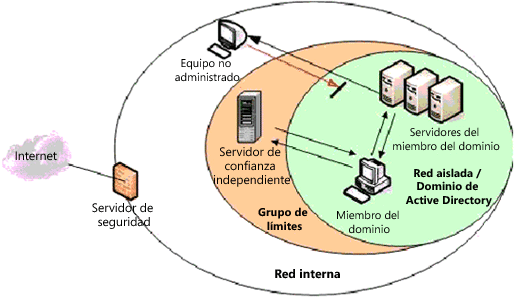 Equipo no
administrado
Servidores del
miembro del dominio
Servidor de
confianza
independiente
Internet
Red aislada /
Dominio de
Active Directory
Servidor de
seguridad
Grupo de
límites
Miembro del
dominio
Red interna